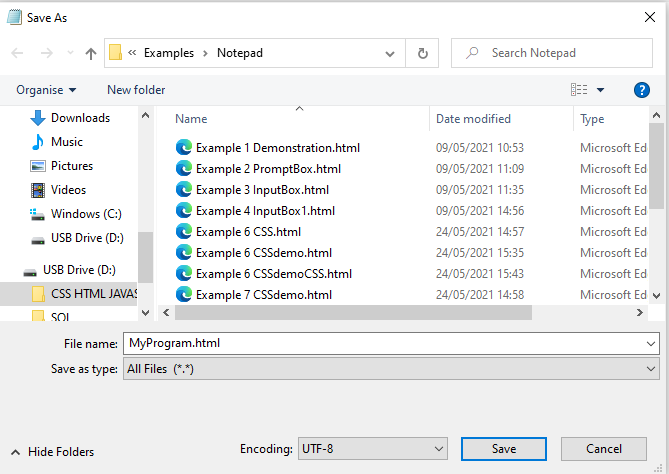 Save As
« Examples > Notepad
Search Notepad
Organise New folder
Name Date modified Type
Downloads
Music
Pictures
Videos
Windows (C:)
USB Drive (D:)
USB Drive (D:)
CSS HTML JAVAS
SQL
Example 1 Demonstration.html 09/05/2021 10:53 Microsoft Ed
Example 2 PromptBox.html 09/05/2021 11:09 Microsoft Ed
Example 3 InputBox.html 09/05/2021 11:35 Microsoft Ed
Example 4 InputBox1.html 09/05/2021 14:56 Microsoft Ed
Example 6 CSS.html 24/05/2021 14:57 Microsoft Ed
Example 6 CSSdemo.html 24/05/2021 15:35 Microsoft Ed
Example 6 CSSdemoCSS.html 24/05/2021 15:43 Microsoft Ed
Example 7 CSSdemo.html 24/05/2021 14:58 Microsoft Ed
File name: MyProgram.html
Save as type: All Files (*.*)
Hide Folders Encoding: UTF-8 Save Cancel